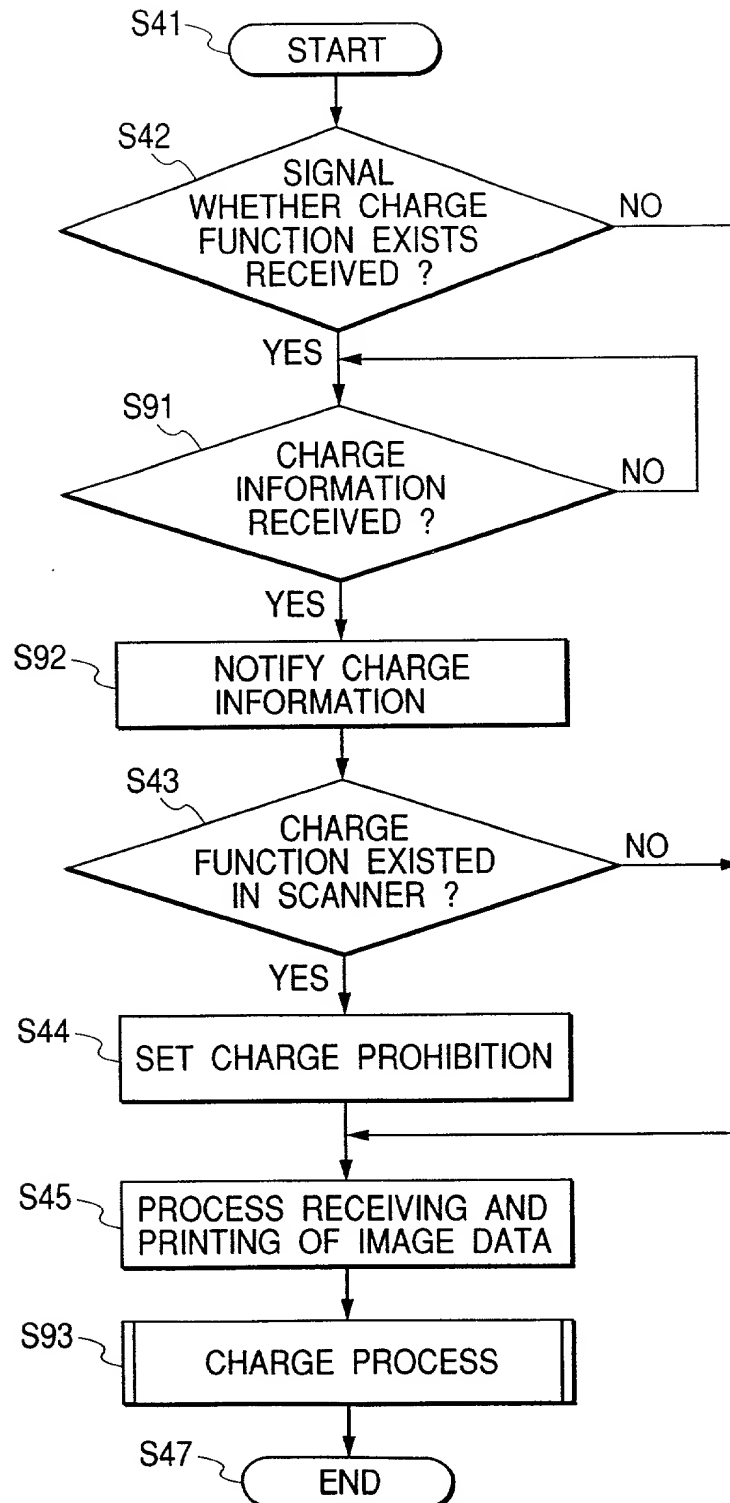 S41
START
S42
SIGNAL
WHETHER CHARGE
FUNCTION EXISTS
RECEIVED ?
NO
YES
S91
CHARGE
INFORMATION
RECEIVED ?
NO
YES
S92
NOTIFY CHARGE
INFORMATION
S43
CHARGE
FUNCTION EXISTED
IN SCANNER ?
NO
YES
S44
SET CHARGE PROHIBITION
S45
PROCESS RECEIVING AND
PRINTING OF IMAGE DATA
S93
CHARGE PROCESS
S47
END